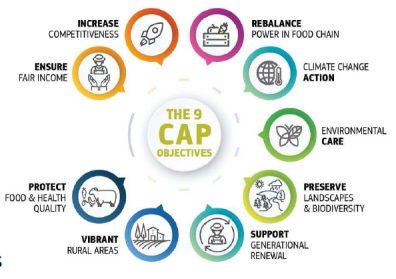 THE 9
CAP
OBJECTIVES
INCREASE
COMPETITIVENESS
REBALANCE
POWER IN FOOD CHAIN
CLIMATE CHANGE
ACTION
ENVIRONMENTAL
CARE
PRESERVE
LANDSCAPES
& BIODIVERSITY
SUPPORT
GENERATIONAL
RENEWAL
VIBRANT
RURAL AREAS
PROTECT
FOOD & HEALTH
QUALITY
ENSURE
FAIR INCOME
s